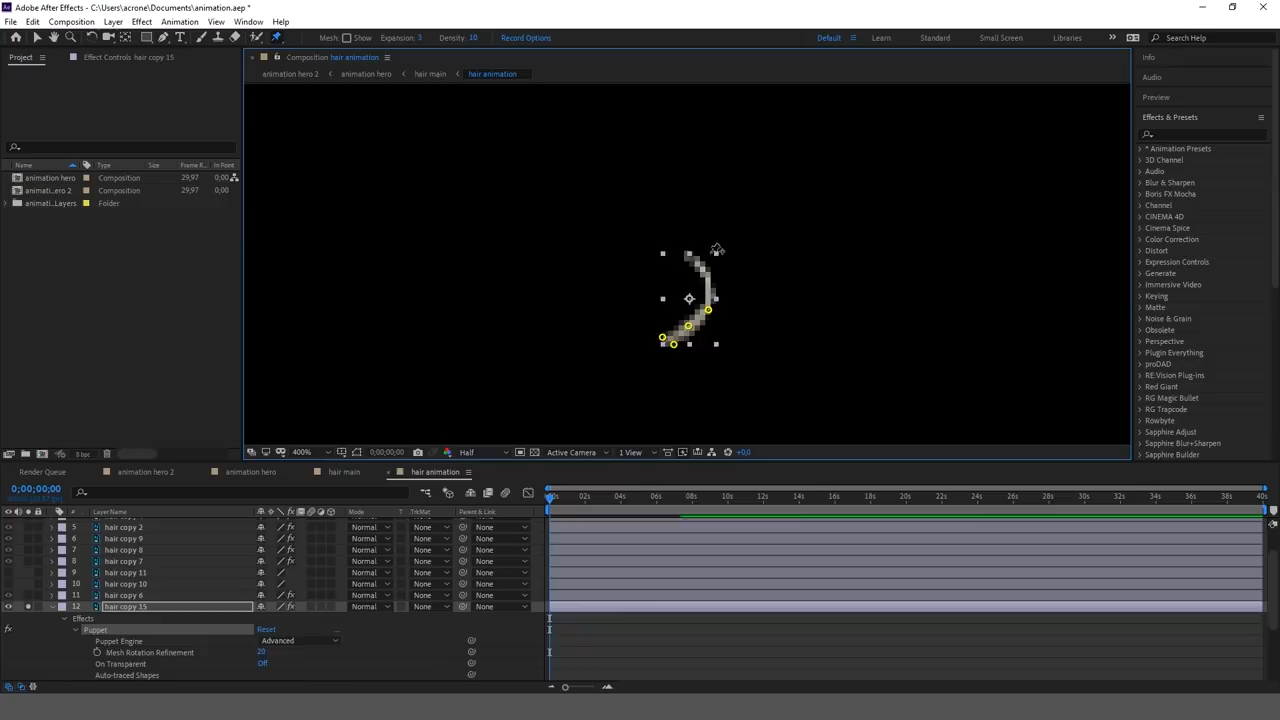 Adobe After Effects - C:\Users\acrone\Documents\animation.aep *
File Edit Composition Layer Effect Animation View Window Help
Mesh: Show Expansion: 3 Density: 10 Record Options Default Learn Standard Small Screen Libraries Search Help
Project Effect Controls hair copy 15
Composition hair animation
animation hero 2 animation hero hair main hair animation
Name Type Size Frame R... In Point
animation hero Composition 29,97 0;00
animati...ero 2 Composition 29,97 0;00
animati...Layers Folder
8 bpc
400% 0;00;00;00 Half Active Camera 1 View +0,0
Info
Audio
Preview
Effects & Presets
* Animation Presets
3D Channel
Audio
Blur & Sharpen
Boris FX Mocha
Channel
CINEMA 4D
Cinema Spice
Color Correction
Distort
Expression Controls
Generate
Immersive Video
Keying
Matte
Noise & Grain
Obsolete
Perspective
Plugin Everything
proDAD
RE:Vision Plug-ins
Red Giant
RG Magic Bullet
RG Trapcode
Rowbyte
Sapphire Adjust
Sapphire Blur+Sharpen
Sapphire Builder
Render Queue animation hero 2 animation hero hair main hair animation
0;00;00;00
02s 04s 06s 08s 10s 12s 14s 16s 18s 20s 22s 24s 26s 28s 30s 32s 34s 36s 38s 40s
# Layer Name Mode T .TrkMat Parent & Link
5 hair copy 2 Normal None None
6 hair copy 9 Normal None None
7 hair copy 8 Normal None None
8 hair copy 7 Normal None None
9 hair copy 11 Normal None None
10 hair copy 10 Normal None None
11 hair copy 6 Normal None None
12 hair copy 15 Normal None None
Effects
Puppet Reset ...
Puppet Engine Advanced
Mesh Rotation Refinement 20
On Transparent Off
Auto-traced Shapes